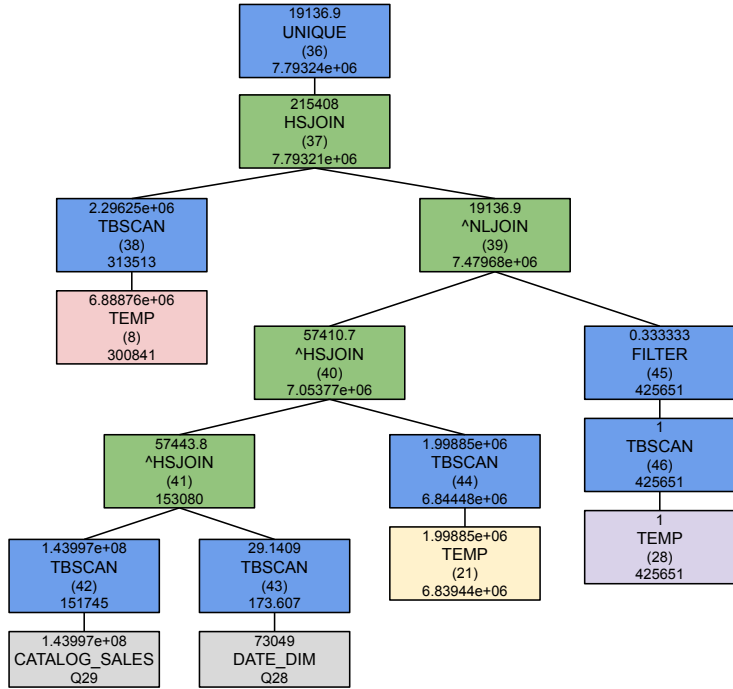 19136.9
UNIQUE
(36)
7.79324e+06
215408
HSJOIN
(37)
7.79321e+06
2.29625e+06
TBSCAN
(38)
313513
19136.9
^NLJOIN
(39)
7.47968e+06
6.88876e+06
TEMP
(8)
300841
57410.7
^HSJOIN
(40)
7.05377e+06
0.333333
FILTER
(45)
425651
57443.8
^HSJOIN
(41)
153080
1.99885e+06
TBSCAN
(44)
6.84448e+06
1
TBSCAN
(46)
425651
1.43997e+08
TBSCAN
(42)
151745
29.1409
TBSCAN
(43)
173.607
1.99885e+06
TEMP
(21)
6.83944e+06
1
TEMP
(28)
425651
1.43997e+08
CATALOG_SALES
Q29
73049
DATE_DIM
Q28